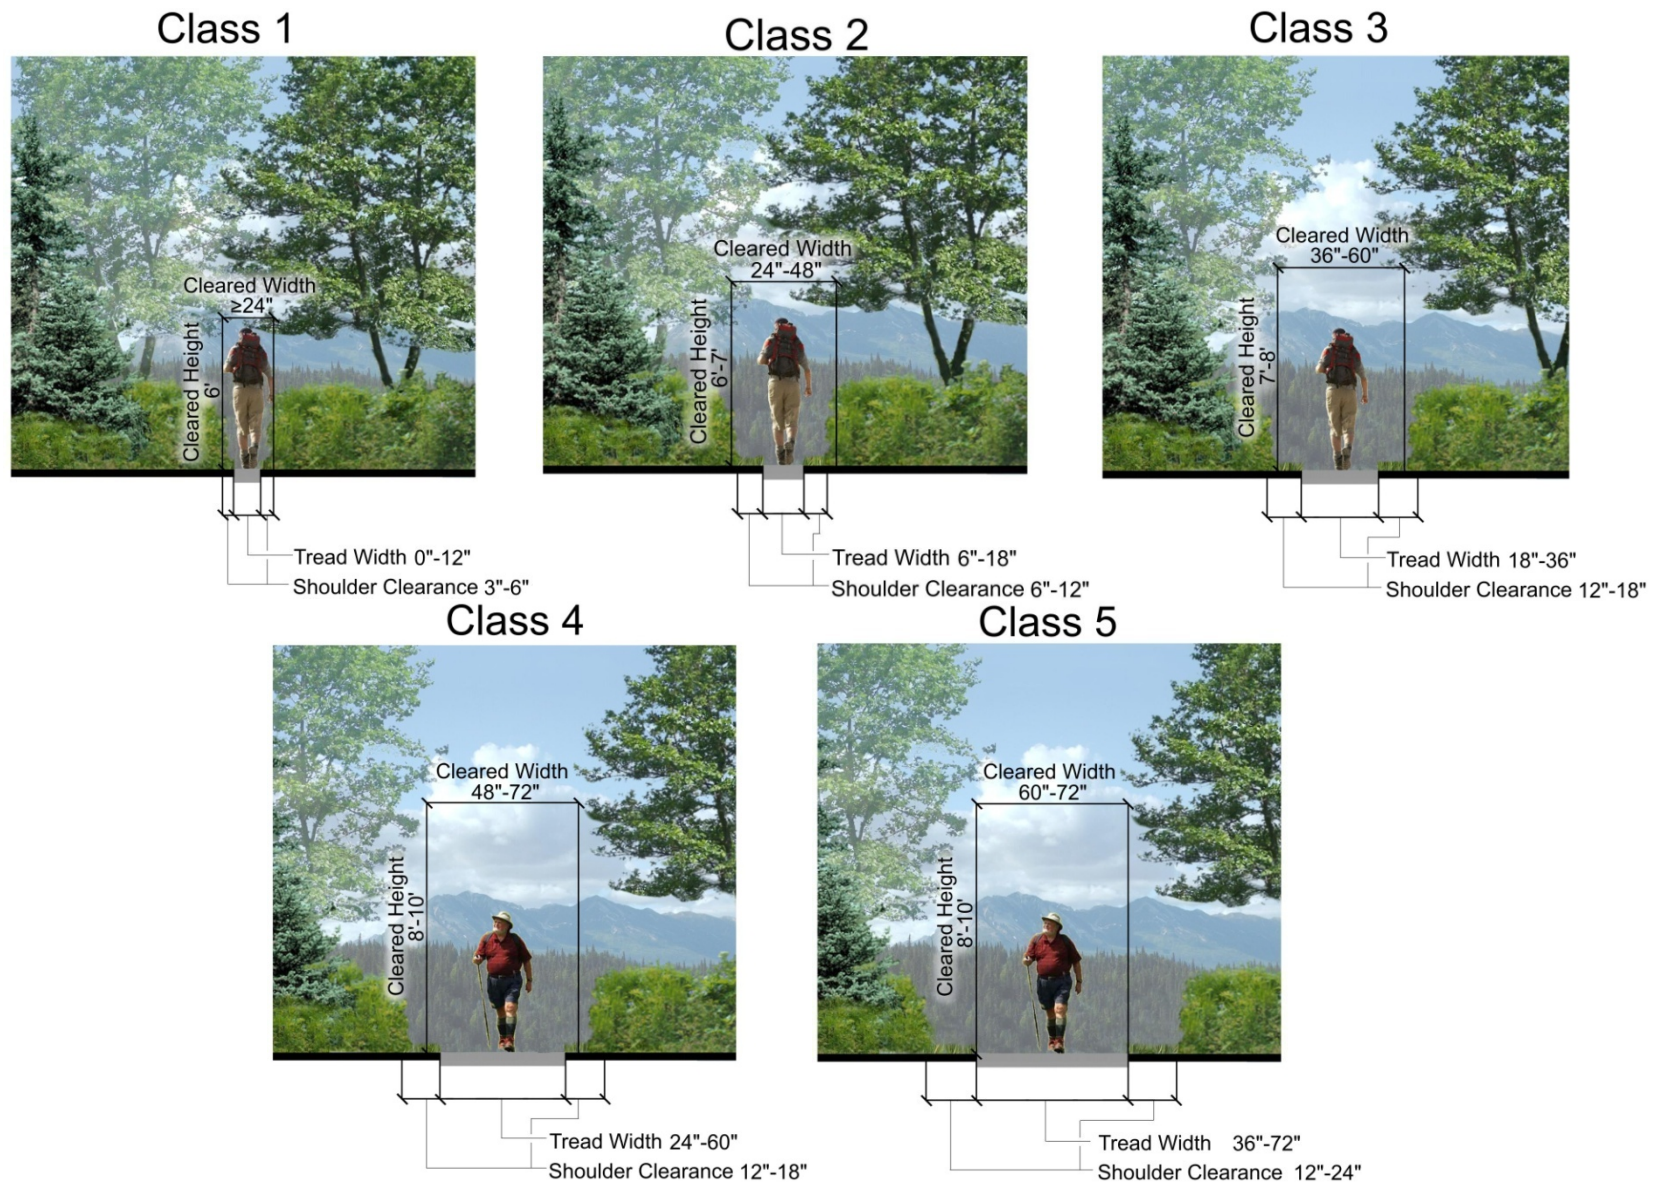 Class 1
Cleared Width
≥24"
Cleared Height
6'
Tread Width 0"-12"
Shoulder Clearance 3"-6"
Class 2
Cleared Width
24"-48"
Cleared Height
6'-7'
Tread Width 6"-18"
Shoulder Clearance 6"-12"
Class 3
Cleared Width
36"-60"
Cleared Height
7'-8'
Tread Width 18"-36"
Shoulder Clearance 12"-18"
Class 4
Cleared Width
48"-72"
Cleared Height
8'-10'
Tread Width 24"-60"
Shoulder Clearance 12"-18"
Class 5
Cleared Width
60"-72"
Cleared Height
8'-10'
Tread Width 36"-72"
Shoulder Clearance 12"-24"